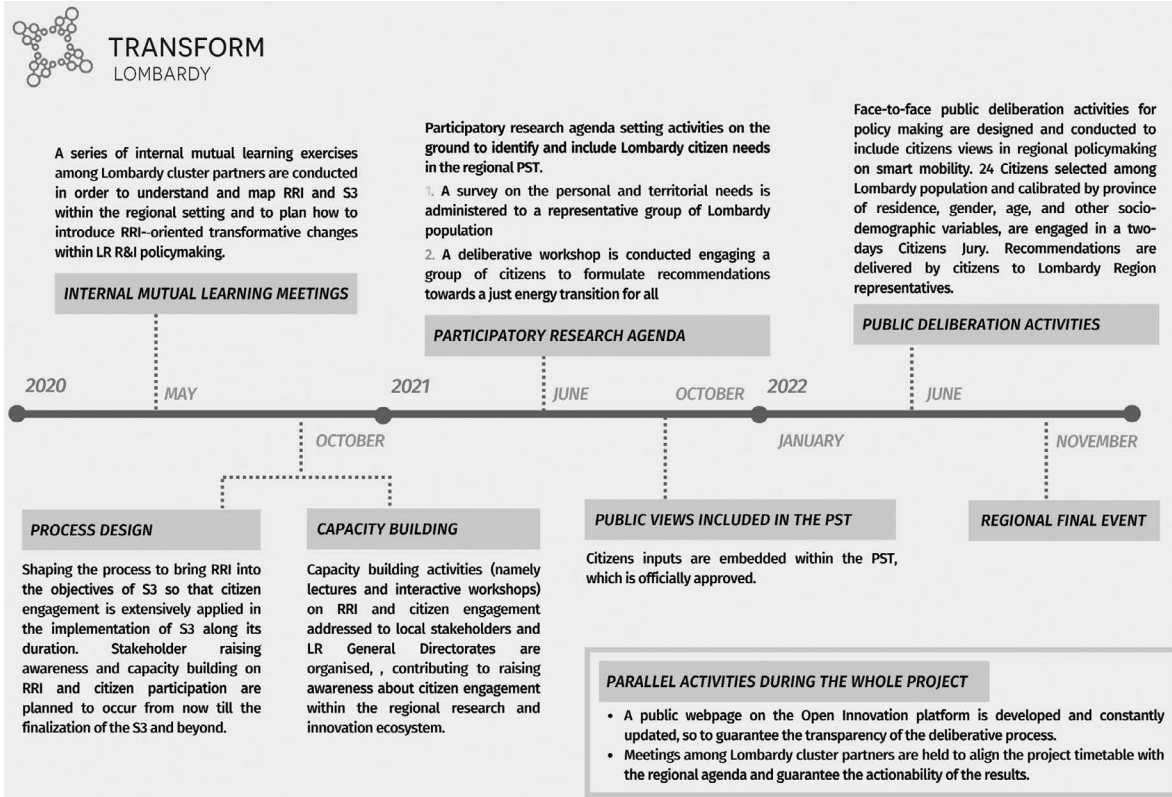 TRANSFORM
LOMBARDY
A series of internal mutual learning exercises
among Lombardy cluster partners are conducted
in order to understand and map RRI and S3
within the regional setting and to plan how to
introduce RRI--oriented transformative changes
within LR R&I policymaking.
INTERNAL MUTUAL LEARNING MEETINGS
Participatory research agenda setting activities on the
ground to identify and include Lombardy citizen needs
in the regional PST.
1. A survey on the personal and territorial needs is
administered to a representative group of Lombardy
population
2. A deliberative workshop is conducted engaging a
group of citizens to formulate recommendations
towards a just energy transition for all
PARTICIPATORY RESEARCH AGENDA
Face-to-face public deliberation activities for
policy making are designed and conducted to
include citizens views in regional policymaking
on smart mobility. 24 Citizens selected among
Lombardy population and calibrated by province
of residence, gender, age, and other socio-
demographic variables, are engaged in a two-
days Citizens Jury. Recommendations are
delivered by citizens to Lombardy Region
representatives.
PUBLIC DELIBERATION ACTIVITIES
2020
MAY
OCTOBER
2021
JUNE
OCTOBER
2022
JANUARY
JUNE
NOVEMBER
PROCESS DESIGN
Shaping the process to bring RRI into
the objectives of S3 so that citizen
engagement is extensively applied in
the implementation of S3 along its
duration. Stakeholder raising
awareness and capacity building on
RRI and citizen participation are
planned to occur from now till the
finalization of the S3 and beyond.
CAPACITY BUILDING
Capacity building activities (namely
lectures and interactive workshops)
on RRI and citizen engagement
addressed to local stakeholders and
LR General Directorates are
organised, , contributing to raising
awareness about citizen engagement
within the regional research and
innovation ecosystem.
PUBLIC VIEWS INCLUDED IN THE PST
Citizens inputs are embedded within the PST,
which is officially approved.
REGIONAL FINAL EVENT
PARALLEL ACTIVITIES DURING THE WHOLE PROJECT
• A public webpage on the Open Innovation platform is developed and constantly
updated, so to guarantee the transparency of the deliberative process.
• Meetings among Lombardy cluster partners are held to align the project timetable with
the regional agenda and guarantee the actionability of the results.